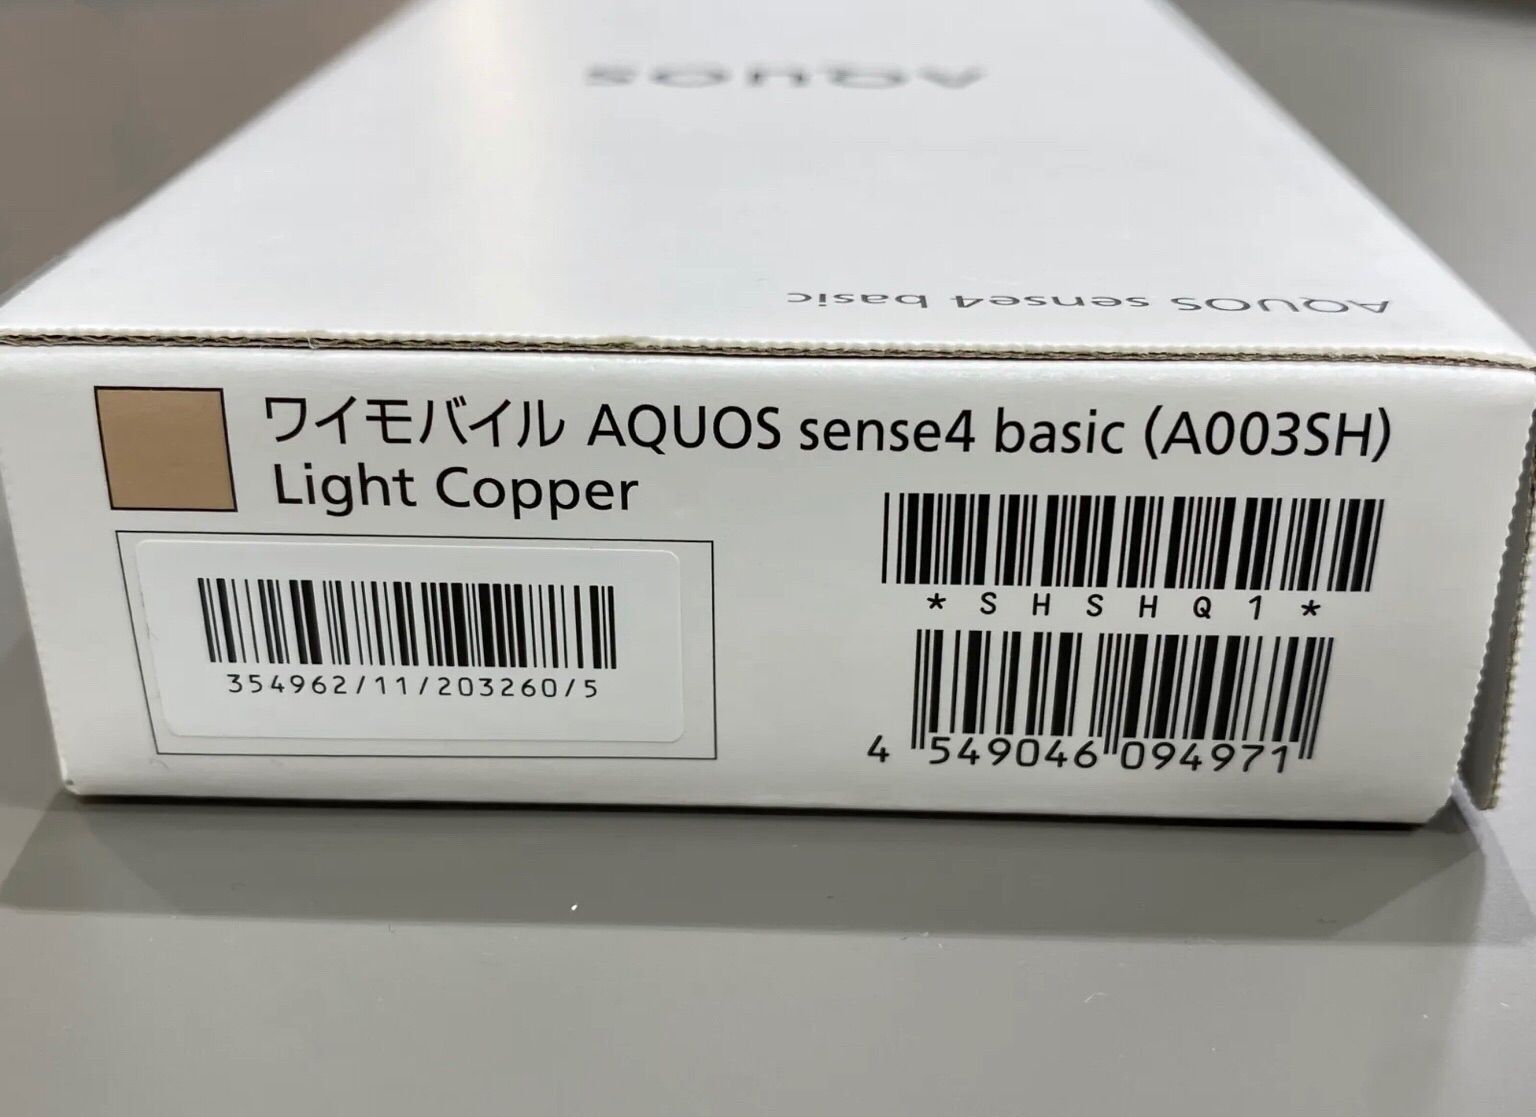 AQUOS
AQUOS sense4 basic
ワイモバイル AQUOS sense4 basic (A003SH)
Light Copper
354962/11/203260/5
*SHSHQ1*
4 549046 094971